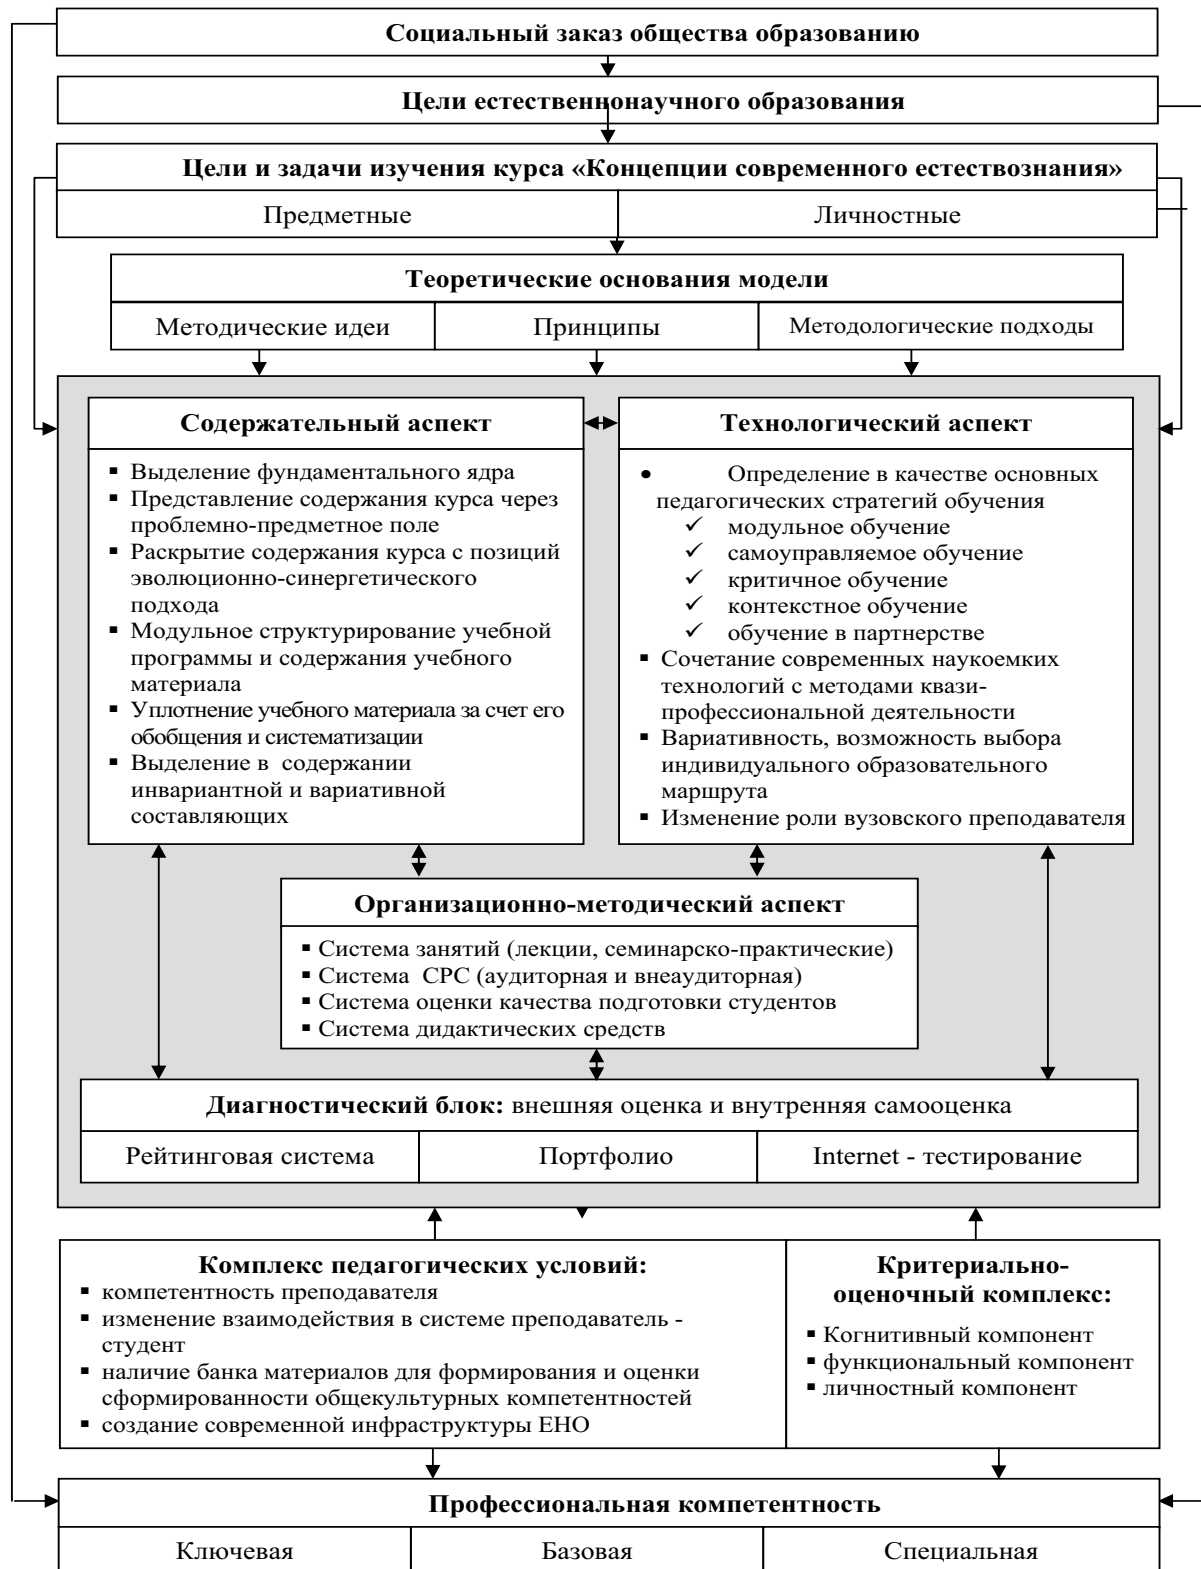 Социальный заказ общества образованию
Цели естественнонаучного образования
Цели и задачи изучения курса «Концепции современного естествознания»
Предметные
Личностные
Теоретические основания модели
Методические идеи
Принципы
Методологические подходы
Содержательный аспект
▪ Выделение фундаментального ядра
▪ Представление содержания курса через
проблемно-предметное поле
▪ Раскрытие содержания курса с позиций
эволюционно-синергетического
подхода
▪ Модульное структурирование учебной
программы и содержания учебного
материала
▪ Уплотнение учебного материала за счет его
обобщения и систематизации
▪ Выделение в содержании
инвариантной и вариативной
составляющих
Технологический аспект
• Определение в качестве основных
педагогических стратегий обучения
✓ модульное обучение
✓ самоуправляемое обучение
✓ критичное обучение
✓ контекстное обучение
✓ обучение в партнерстве
▪ Сочетание современных наукоемких
технологий с методами квази-
профессиональной деятельности
▪ Вариативность, возможность выбора
индивидуального образовательного
маршрута
▪ Изменение роли вузовского преподавателя
Организационно-методический аспект
▪ Система занятий (лекции, семинарско-практические)
▪ Система СРС (аудиторная и внеаудиторная)
▪ Система оценки качества подготовки студентов
▪ Система дидактических средств
Диагностический блок: внешняя оценка и внутренняя самооценка
Рейтинговая система
Портфолио
Internet - тестирование
Комплекс педагогических условий:
▪ компетентность преподавателя
▪ изменение взаимодействия в системе преподаватель -
студент
▪ наличие банка материалов для формирования и оценки
сформированности общекультурных компетентностей
▪ создание современной инфраструктуры ЕНО
Критериально-
оценочный комплекс:
▪ Когнитивный компонент
▪ функциональный компонент
▪ личностный компонент
Профессиональная компетентность
Ключевая
Базовая
Специальная